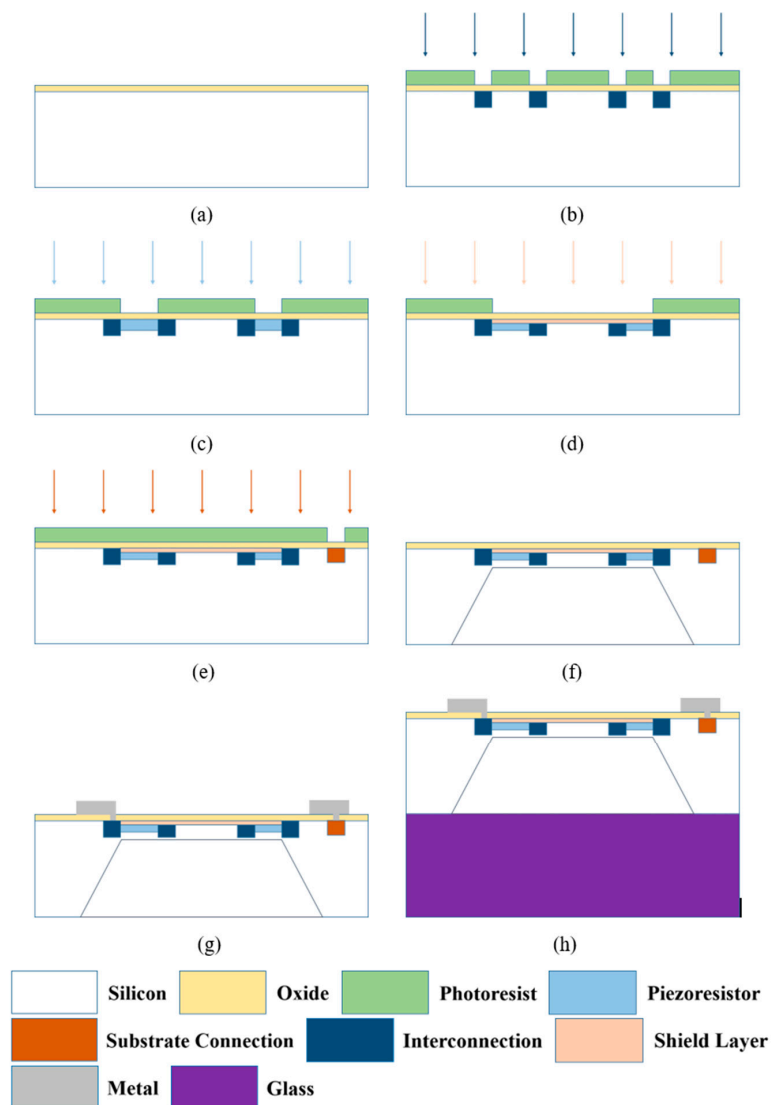 (a)
(b)
(c)
(d)
(e)
(f)
(g)
(h)
Silicon Oxide Photoresist Piezoresistor
Substrate Connection Interconnection Shield Layer
Metal Glass